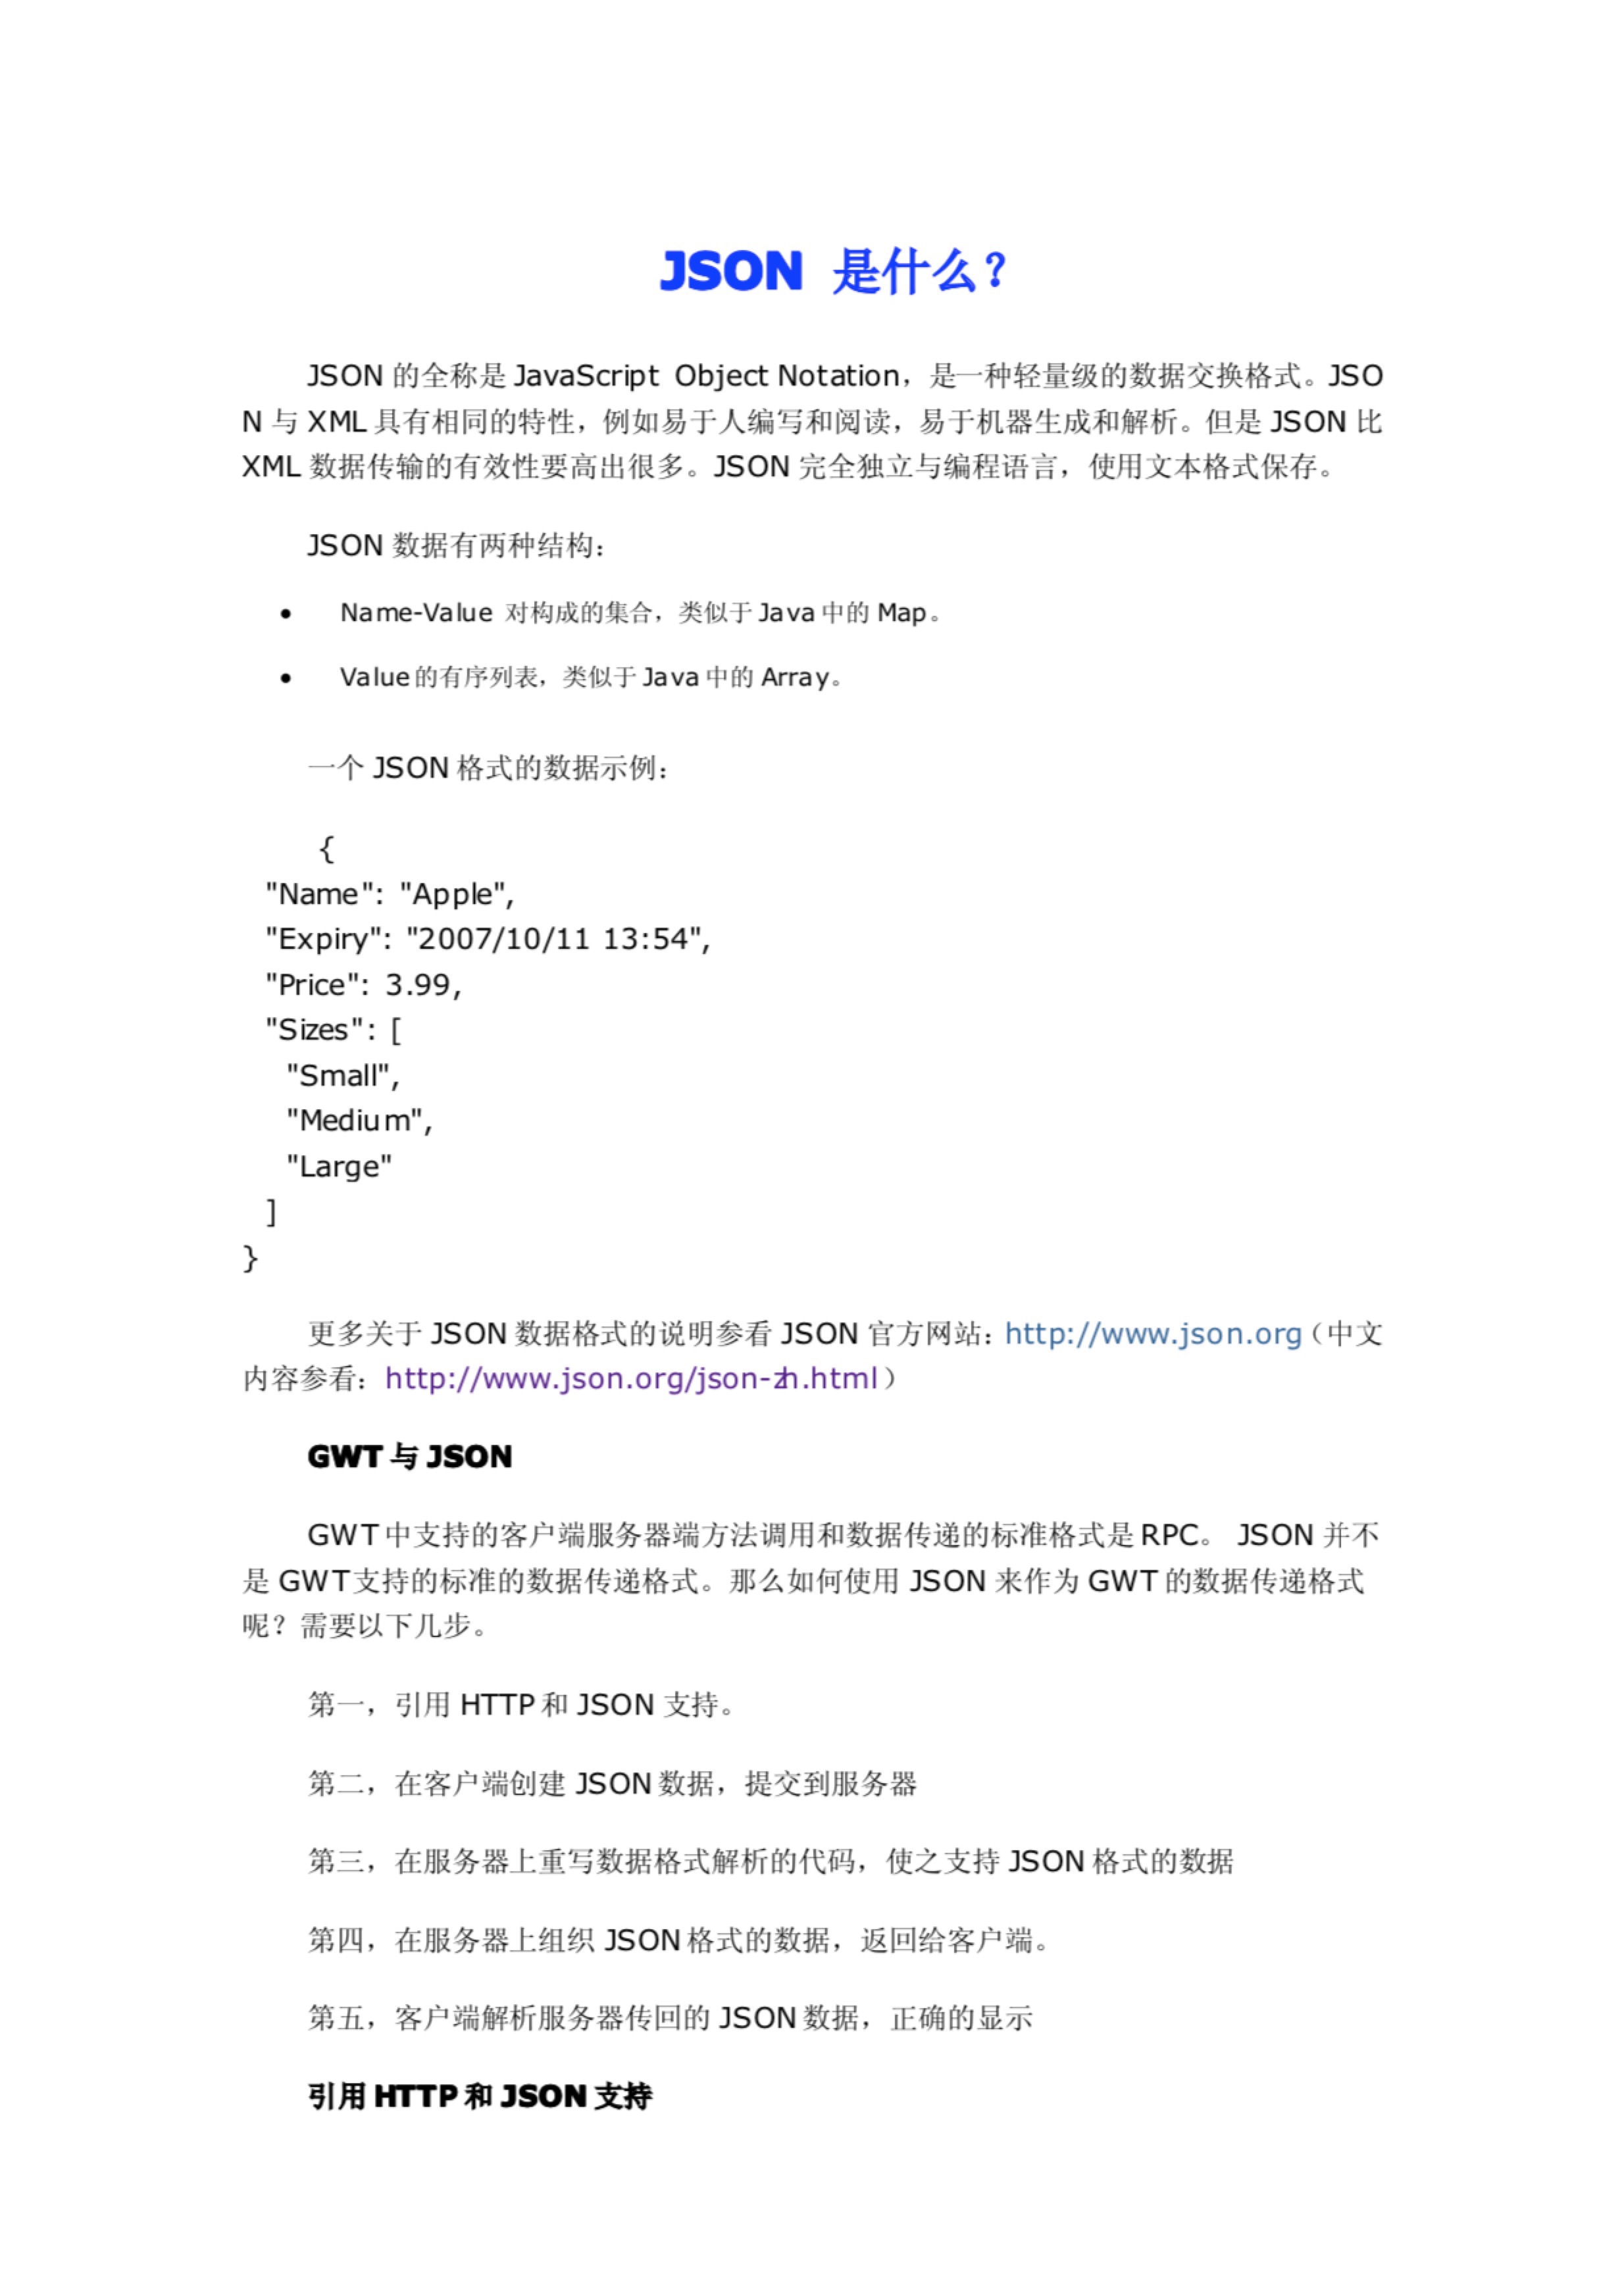 JSON 是什么？
JSON 的全称是 JavaScript Object Notation，是一种轻量级的数据交换格式。JSO
N 与 XML 具有相同的特性，例如易于人编写和阅读，易于机器生成和解析。但是 JSON 比
XML 数据传输的有效性要高出很多。JSON 完全独立与编程语言，使用文本格式保存。
JSON 数据有两种结构：
• Name-Value 对构成的集合，类似于 Java 中的 Map。
• Value 的有序列表，类似于 Java 中的 Array。
一个 JSON 格式的数据示例：
{
"Name": "Apple",
"Expiry": "2007/10/11 13:54",
"Price": 3.99,
"Sizes": [
"Small",
"Medium",
"Large"
]
}
更多关于 JSON 数据格式的说明参看 JSON 官方网站：http://www.json.org（中文
内容参看：http://www.json.org/json-zh.html）
GWT 与 JSON
GWT 中支持的客户端服务器端方法调用和数据传递的标准格式是 RPC。 JSON 并不
是 GWT 支持的标准的数据传递格式。那么如何使用 JSON 来作为 GWT 的数据传递格式
呢？需要以下几步。
第一，引用 HTTP 和 JSON 支持。
第二，在客户端创建 JSON 数据，提交到服务器
第三，在服务器上重写数据格式解析的代码，使之支持 JSON 格式的数据
第四，在服务器上组织 JSON 格式的数据，返回给客户端。
第五，客户端解析服务器传回的 JSON 数据，正确的显示
引用 HTTP 和 JSON 支持